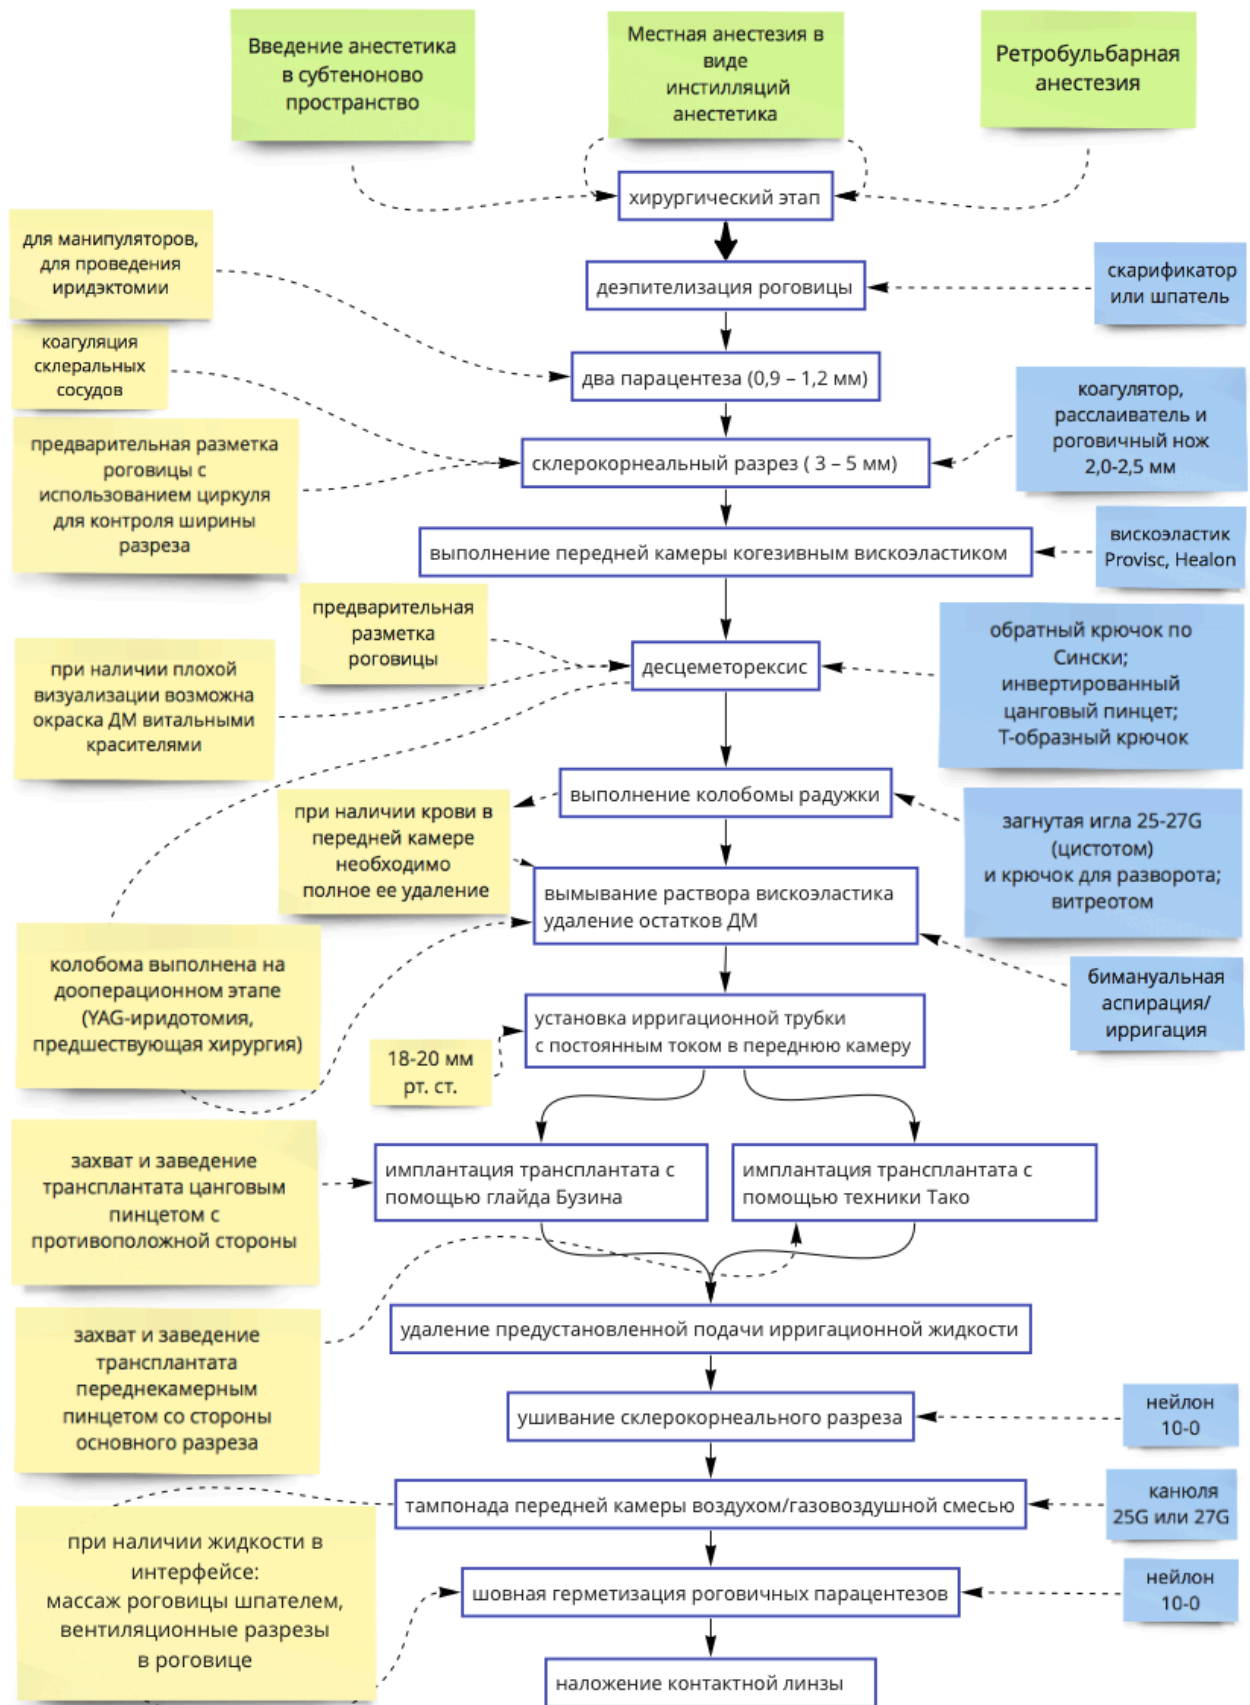 Введение анестетика
в субтеноново
пространство
Местная анестезия в
виде
инстилляций
анестетика
Ретробульбарная
анестезия
хирургический этап
для манипуляторов,
для проведения
иридэктомии
деэпителизация роговицы
скарификатор
или шпатель
коагуляция
склеральных
сосудов
два парацентеза (0,9 – 1,2 мм)
коагулятор,
расслаиватель и
роговичный нож
2,0-2,5 мм
предварительная разметка
роговицы с
использованием циркуля
для контроля ширины
разреза
склерокорнеальный разрез ( 3 – 5 мм)
выполнение передней камеры когезивным вискоэластиком
вискоэластик
Provisc, Healon
предварительная
разметка
роговицы
при наличии плохой
визуализации возможна
окраска ДМ витальными
красителями
десцеметорексис
обратный крючок по
Сински;
инвертированный
цанговый пинцет;
Т-образный крючок
выполнение колобомы радужки
при наличии крови в
передней камере
необходимо
полное ее удаление
загнутая игла 25-27G
(цистотом)
и крючок для разворота;
витреотом
вымывание раствора вискоэластика
удаление остатков ДМ
колобома выполнена на
дооперационном этапе
(YAG-иридотомия,
предшествующая хирургия)
бимануальная
аспирация/
ирригация
установка ирригационной трубки
с постоянным током в переднюю камеру
18-20 мм
рт. ст.
захват и заведение
трансплантата цанговым
пинцетом с
противоположной стороны
имплантация трансплантата с
помощью глайда Бузина
имплантация трансплантата с
помощью техники Тако
захват и заведение
трансплантата
переднекамерным
пинцетом со стороны
основного разреза
удаление предустановленной подачи ирригационной жидкости
ушивание склерокорнеального разреза
нейлон
10-0
тампонада передней камеры воздухом/газовоздушной смесью
канюля
25G или 27G
при наличии жидкости в
интерфейсе:
массаж роговицы шпателем,
вентиляционные разрезы
в роговице
шовная герметизация роговичных парацентезов
нейлон
10-0
наложение контактной линзы